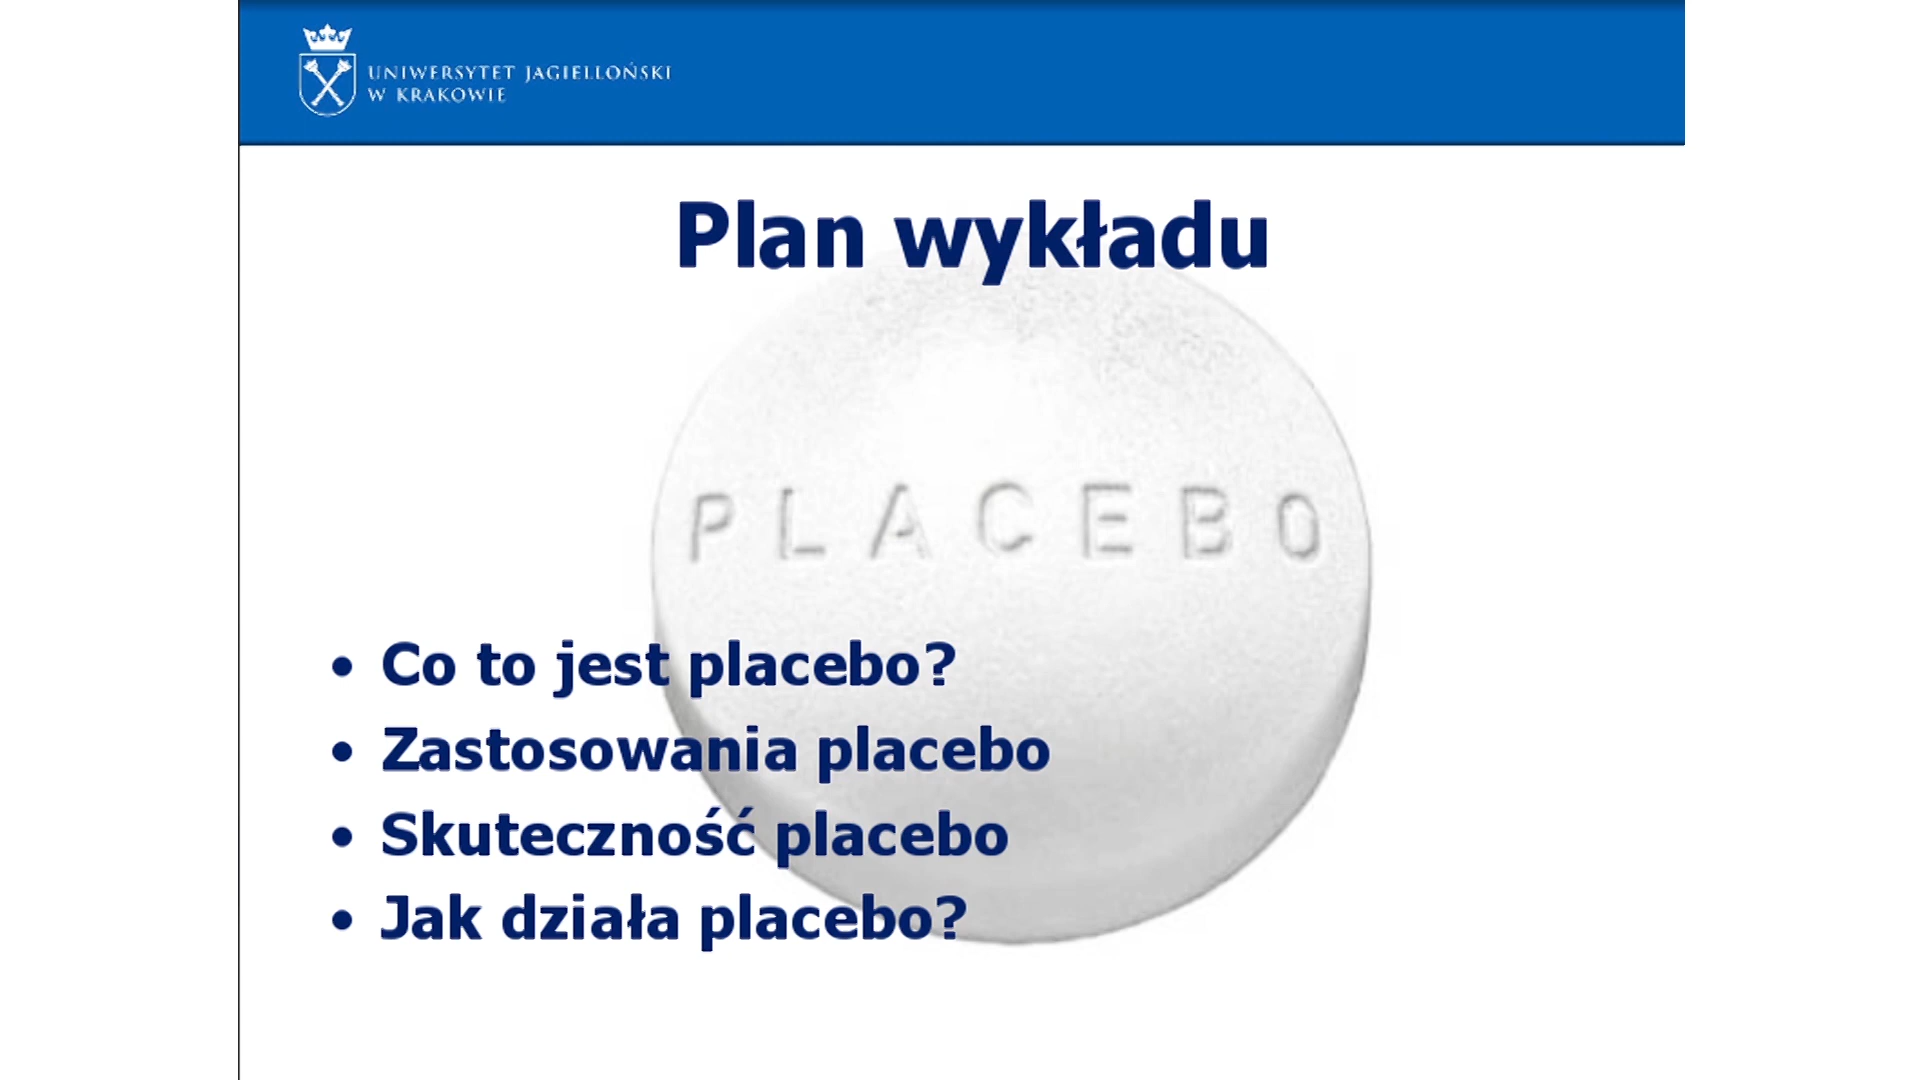 UNIWERSYTET JAGIELLOŃSKI
W KRAKOWIE
Plan wykładu
PLACEBO
• Co to jest placebo?
• Zastosowania placebo
• Skuteczność placebo
• Jak działa placebo?